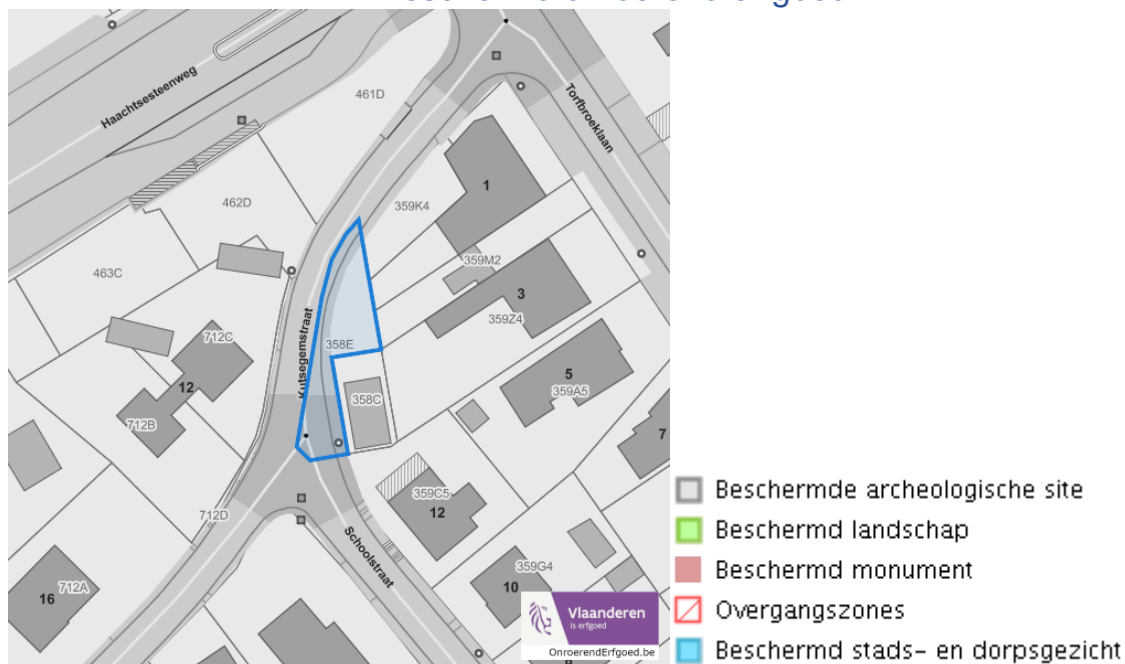 Haachtsesteenweg
461D
Torfbroeklaan
1
462D
359K4
463C
359M2
3
359Z4
Kutsegemstraat
358E
712C
12
358C
5
359A5
712B
7
359C5
12
712D
Schoolstraat
359G4
10
712A
16
Vlaanderen
is erfgoed
OnroerendErfgoed.be
Beschermde archeologische site
Beschermd landschap
Beschermd monument
Overgangszones
Beschermd stads- en dorpsgezicht